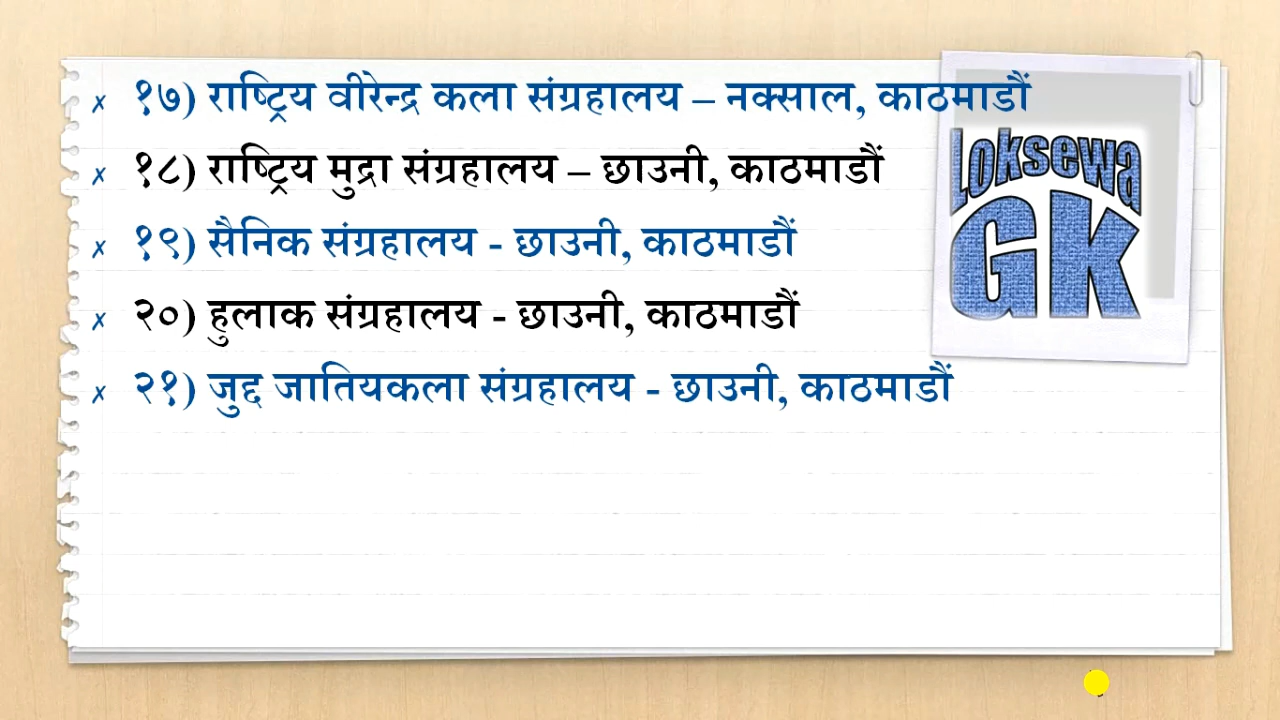 १७) राष्ट्रिय वीरेन्द्र कला संग्रहालय – नक्साल, काठमाडौं
१८) राष्ट्रिय मुद्रा संग्रहालय – छाउनी, काठमाडौं
१९) सैनिक संग्रहालय - छाउनी, काठमाडौं
२०) हुलाक संग्रहालय - छाउनी, काठमाडौं
२१) जुद्द जातियकला संग्रहालय - छाउनी, काठमाडौं
Loksewa
GK